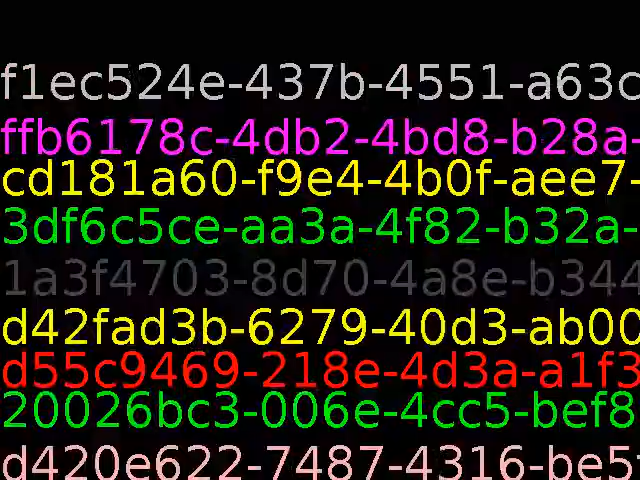 f1ec524e-437b-4551-a63c
ffb6178c-4db2-4bd8-b28a-
cd181a60-f9e4-4b0f-aee7-
3df6c5ce-aa3a-4f82-b32a-
1a3f4703-8d70-4a8e-b344
d42fad3b-6279-40d3-ab00
d55c9469-218e-4d3a-a1f3
20026bc3-006e-4cc5-bef8
d420e622-7487-4316-be5f